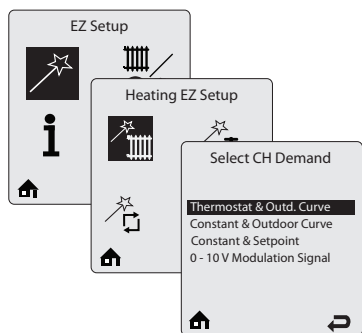 EZ Setup
Heating EZ Setup
Select CH Demand
Thermostat & Outd. Curve
Constant & Outdoor Curve
Constant & Setpoint
0 - 10 V Modulation Signal